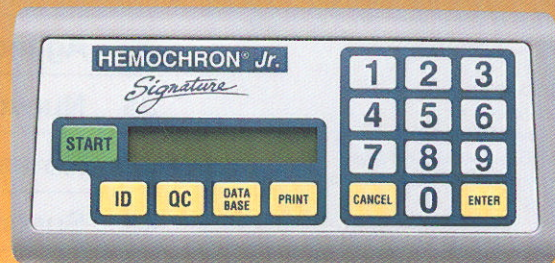 HEMOCHRON® Jr.
Signature
START
ID QC DATA BASE PRINT
1 2 3
4 5 6
7 8 9
CANCEL 0 ENTER